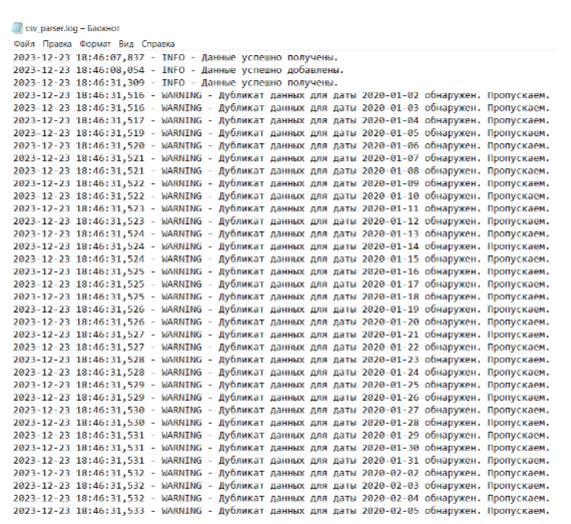 csv_parser.log – Блокнот
Файл Правка Формат Вид Справка
2023-12-23 18:46:07,837 - INFO - Данные успешно получены.
2023-12-23 18:46:08,054 - INFO - Данные успешно добавлены.
2023-12-23 18:46:31,309 - INFO - Данные успешно получены.
2023-12-23 18:46:31,516 - WARNING - Дубликат данных для даты 2020-01-02 обнаружен. Пропускаем.
2023-12-23 18:46:31,516 - WARNING - Дубликат данных для даты 2020-01-03 обнаружен. Пропускаем.
2023-12-23 18:46:31,517 - WARNING - Дубликат данных для даты 2020-01-04 обнаружен. Пропускаем.
2023-12-23 18:46:31,519 - WARNING - Дубликат данных для даты 2020-01-05 обнаружен. Пропускаем.
2023-12-23 18:46:31,520 - WARNING - Дубликат данных для даты 2020-01-06 обнаружен. Пропускаем.
2023-12-23 18:46:31,521 - WARNING - Дубликат данных для даты 2020-01-07 обнаружен. Пропускаем.
2023-12-23 18:46:31,521 - WARNING - Дубликат данных для даты 2020-01-08 обнаружен. Пропускаем.
2023-12-23 18:46:31,522 - WARNING - Дубликат данных для даты 2020-01-09 обнаружен. Пропускаем.
2023-12-23 18:46:31,522 - WARNING - Дубликат данных для даты 2020-01-10 обнаружен. Пропускаем.
2023-12-23 18:46:31,523 - WARNING - Дубликат данных для даты 2020-01-11 обнаружен. Пропускаем.
2023-12-23 18:46:31,523 - WARNING - Дубликат данных для даты 2020-01-12 обнаружен. Пропускаем.
2023-12-23 18:46:31,524 - WARNING - Дубликат данных для даты 2020-01-13 обнаружен. Пропускаем.
2023-12-23 18:46:31,524 - WARNING - Дубликат данных для даты 2020-01-14 обнаружен. Пропускаем.
2023-12-23 18:46:31,524 - WARNING - Дубликат данных для даты 2020-01-15 обнаружен. Пропускаем.
2023-12-23 18:46:31,525 - WARNING - Дубликат данных для даты 2020-01-16 обнаружен. Пропускаем.
2023-12-23 18:46:31,525 - WARNING - Дубликат данных для даты 2020-01-17 обнаружен. Пропускаем.
2023-12-23 18:46:31,525 - WARNING - Дубликат данных для даты 2020-01-18 обнаружен. Пропускаем.
2023-12-23 18:46:31,526 - WARNING - Дубликат данных для даты 2020-01-19 обнаружен. Пропускаем.
2023-12-23 18:46:31,526 - WARNING - Дубликат данных для даты 2020-01-20 обнаружен. Пропускаем.
2023-12-23 18:46:31,527 - WARNING - Дубликат данных для даты 2020-01-21 обнаружен. Пропускаем.
2023-12-23 18:46:31,527 - WARNING - Дубликат данных для даты 2020-01-22 обнаружен. Пропускаем.
2023-12-23 18:46:31,528 - WARNING - Дубликат данных для даты 2020-01-23 обнаружен. Пропускаем.
2023-12-23 18:46:31,528 - WARNING - Дубликат данных для даты 2020-01-24 обнаружен. Пропускаем.
2023-12-23 18:46:31,529 - WARNING - Дубликат данных для даты 2020-01-25 обнаружен. Пропускаем.
2023-12-23 18:46:31,529 - WARNING - Дубликат данных для даты 2020-01-26 обнаружен. Пропускаем.
2023-12-23 18:46:31,530 - WARNING - Дубликат данных для даты 2020-01-27 обнаружен. Пропускаем.
2023-12-23 18:46:31,530 - WARNING - Дубликат данных для даты 2020-01-28 обнаружен. Пропускаем.
2023-12-23 18:46:31,531 - WARNING - Дубликат данных для даты 2020-01-29 обнаружен. Пропускаем.
2023-12-23 18:46:31,531 - WARNING - Дубликат данных для даты 2020-01-30 обнаружен. Пропускаем.
2023-12-23 18:46:31,531 - WARNING - Дубликат данных для даты 2020-01-31 обнаружен. Пропускаем.
2023-12-23 18:46:31,532 - WARNING - Дубликат данных для даты 2020-02-02 обнаружен. Пропускаем.
2023-12-23 18:46:31,532 - WARNING - Дубликат данных для даты 2020-02-03 обнаружен. Пропускаем.
2023-12-23 18:46:31,532 - WARNING - Дубликат данных для даты 2020-02-04 обнаружен. Пропускаем.
2023-12-23 18:46:31,533 - WARNING - Дубликат данных для даты 2020-02-05 обнаружен. Пропускаем.